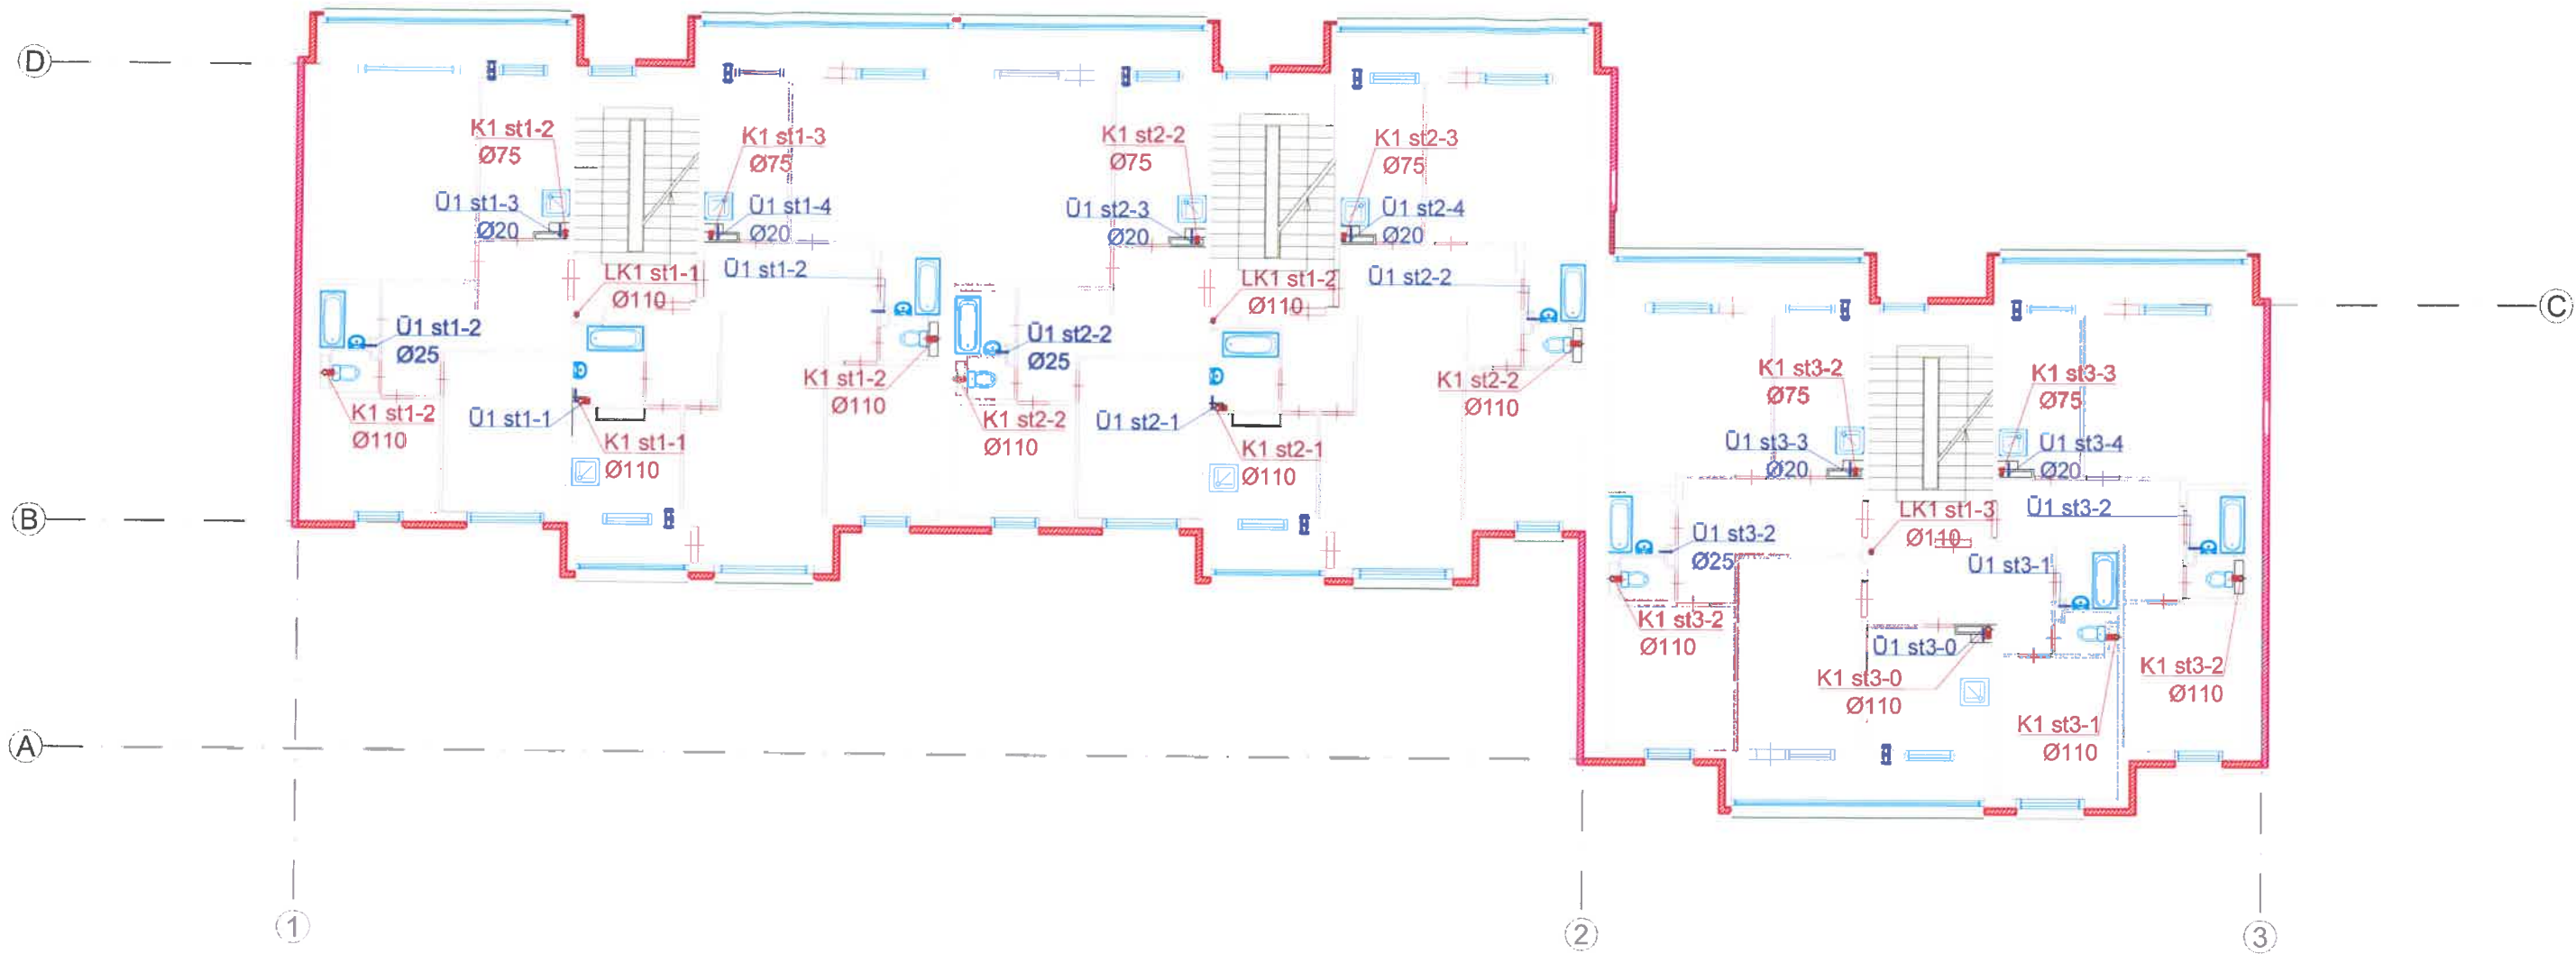 D
K1 st1-2
Ø75
K1 st1-3
Ø75
K1 st2-2
Ø75
K1 st2-3
Ø75
Ū1 st1-3
Ø20
Ū1 st1-4
Ø20
Ū1 st2-3
Ø20
Ū1 st2-4
Ø20
LK1 st1-1
Ø110
Ū1 st1-2
LK1 st1-2
Ø110
Ū1 st2-2
C
Ū1 st1-2
Ø25
Ū1 st2-2
Ø25
K1 st1-2
Ø110
K1 st2-2
Ø110
K1 st3-2
Ø75
K1 st3-3
Ø75
K1 st1-2
Ø110
Ū1 st1-1
K1 st1-1
Ø110
K1 st2-2
Ø110
Ū1 st2-1
K1 st2-1
Ø110
Ū1 st3-3
Ø20
Ū1 st3-4
Ø20
B
LK1 st1-3
Ø110
Ū1 st3-2
Ū1 st3-2
Ø25
Ū1 st3-1
K1 st3-2
Ø110
Ū1 st3-0
K1 st3-0
Ø110
K1 st3-2
Ø110
K1 st3-1
Ø110
A
1
2
3